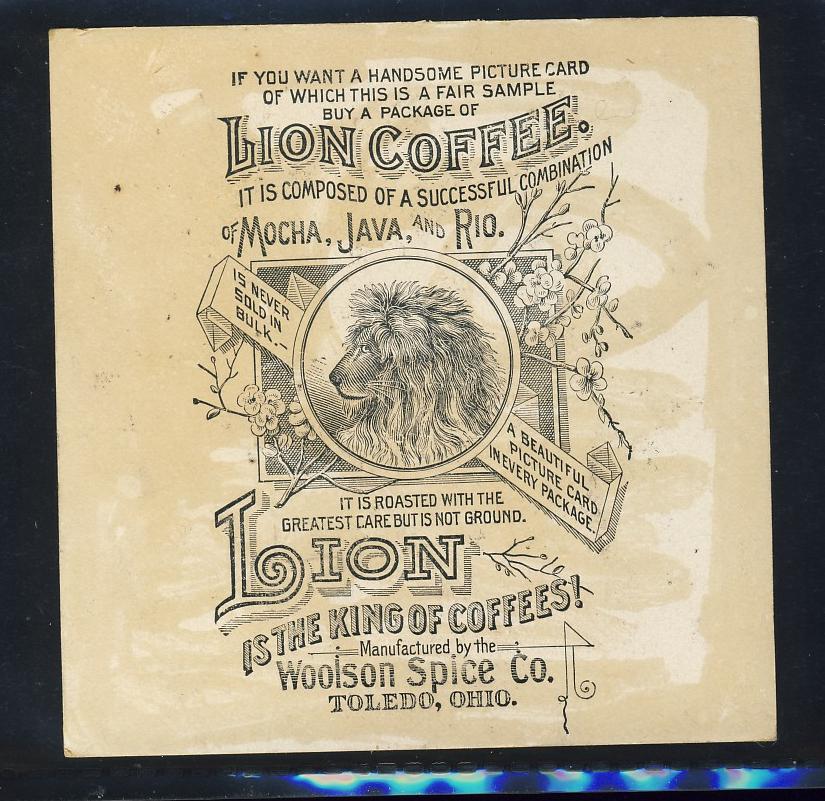 IF YOU WANT A HANDSOME PICTURE CARD
OF WHICH THIS IS A FAIR SAMPLE
BUY A PACKAGE OF
LION COFFEE.
IT IS COMPOSED OF A SUCCESSFUL COMBINATION
OF MOCHA, JAVA, AND RIO.
IS NEVER
SOLD IN
BULK.-
A BEAUTIFUL
PICTURE CARD
IN EVERY PACKAGE.
IT IS ROASTED WITH THE
GREATEST CARE BUT IS NOT GROUND.
LION
IS THE KING OF COFFEES!
Manufactured by the
Woolson Spice Co.
TOLEDO, OHIO.